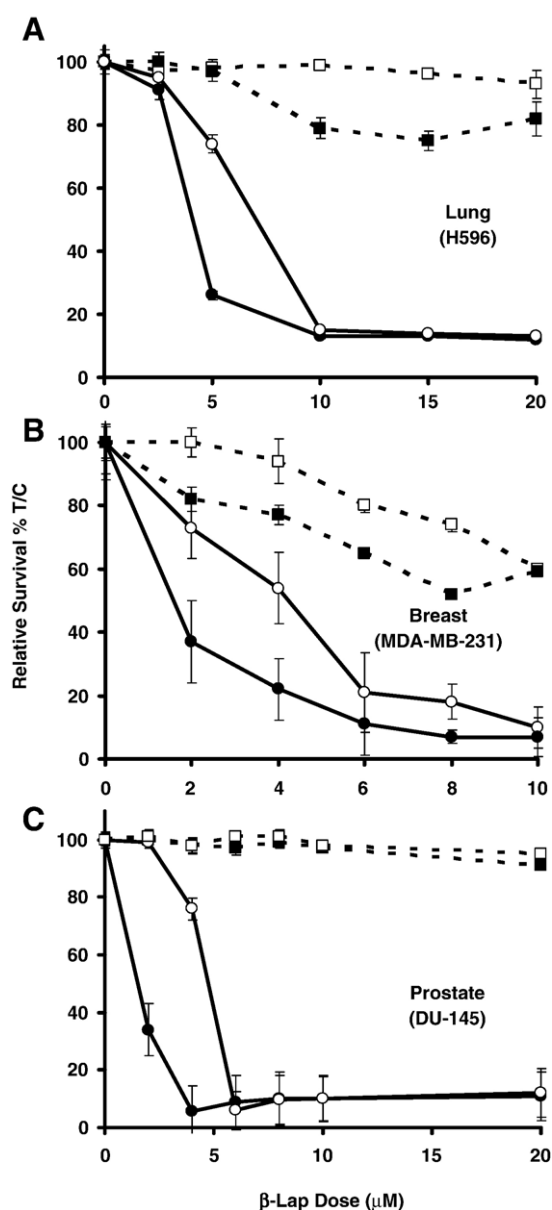 A
100
80
60
40
20
0
Lung
(H596)
0 5 10 15 20
B
Relative Survival % T/C
100
80
60
40
20
0
Breast
(MDA-MB-231)
0 2 4 6 8 10
C
100
80
60
40
20
0
Prostate
(DU-145)
0 5 10 15 20
β-Lap Dose (μM)